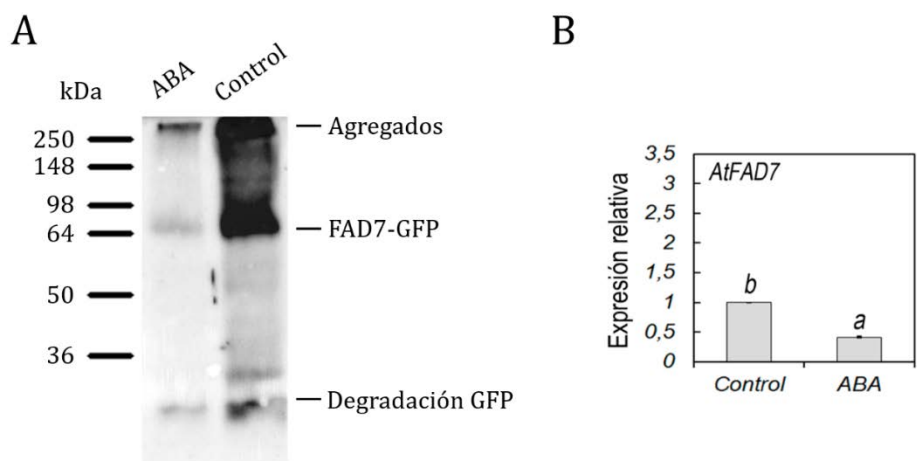 A
kDa
ABA
Control
250
148
98
64
50
36
Agregados
FAD7-GFP
Degradación GFP
B
Expresión relativa
3,5
3
2,5
2
1,5
1
0,5
0
AtFAD7
b
a
Control
ABA